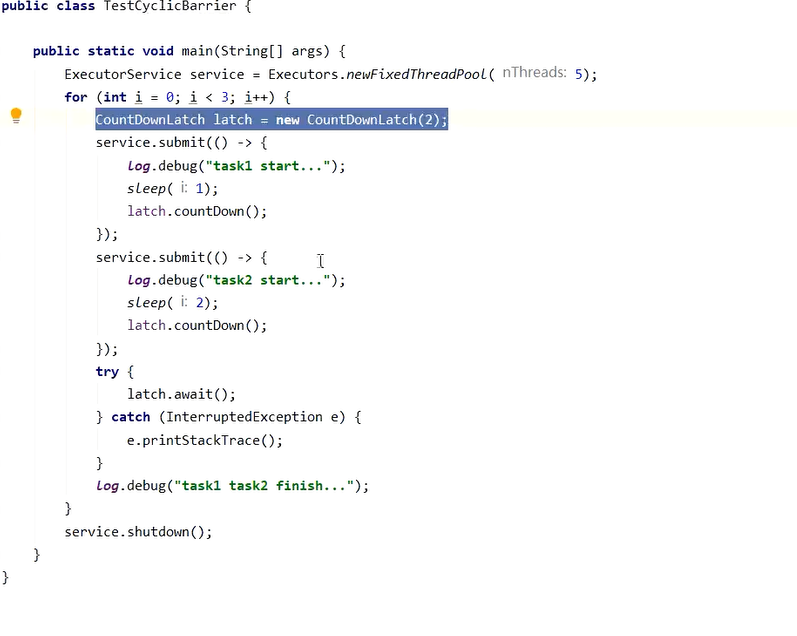 public class TestCyclicBarrier {
public static void main(String[] args) {
ExecutorService service = Executors.newFixedThreadPool( nThreads: 5);
for (int i = 0; i < 3; i++) {
CountDownLatch latch = new CountDownLatch(2);
service.submit(() -> {
log.debug("task1 start...");
sleep( i: 1);
latch.countDown();
});
service.submit(() -> {
log.debug("task2 start...");
sleep( i: 2);
latch.countDown();
});
try {
latch.await();
} catch (InterruptedException e) {
e.printStackTrace();
}
log.debug("task1 task2 finish...");
}
service.shutdown();
}
}